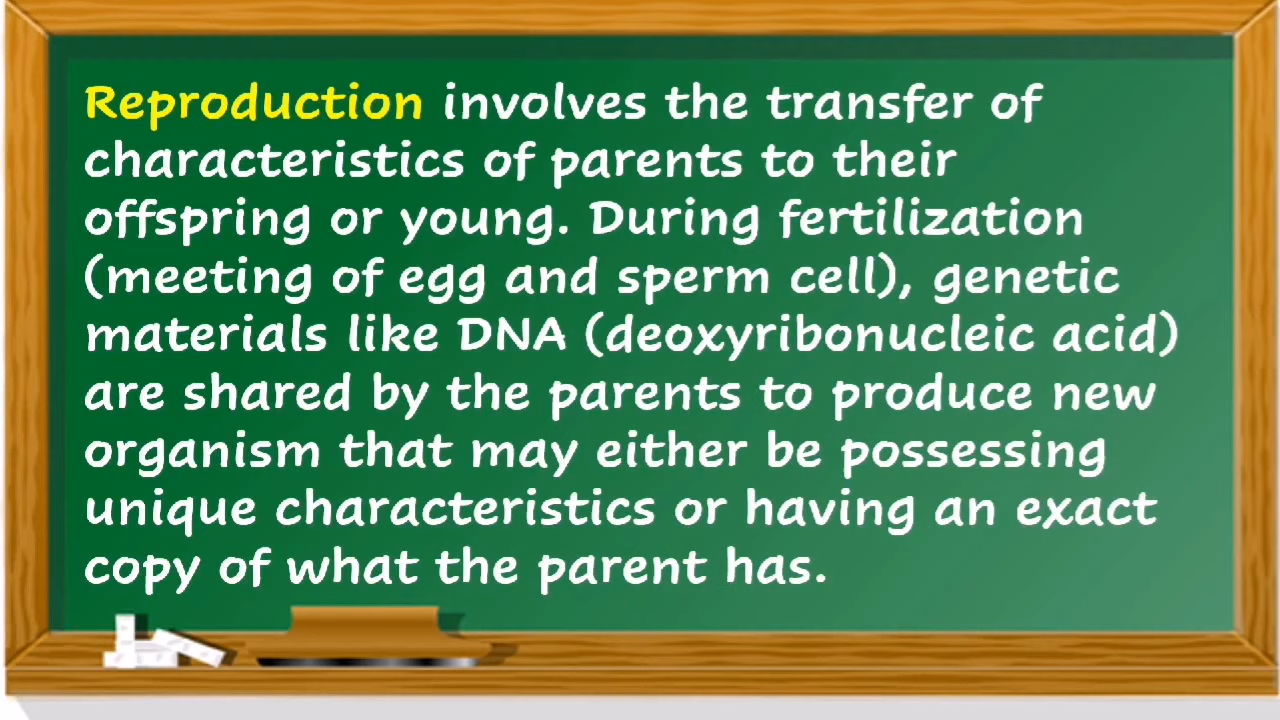 Reproduction involves the transfer of
characteristics of parents to their
offspring or young. During fertilization
(meeting of egg and sperm cell), genetic
materials like DNA (deoxyribonucleic acid)
are shared by the parents to produce new
organism that may either be possessing
unique characteristics or having an exact
copy of what the parent has.